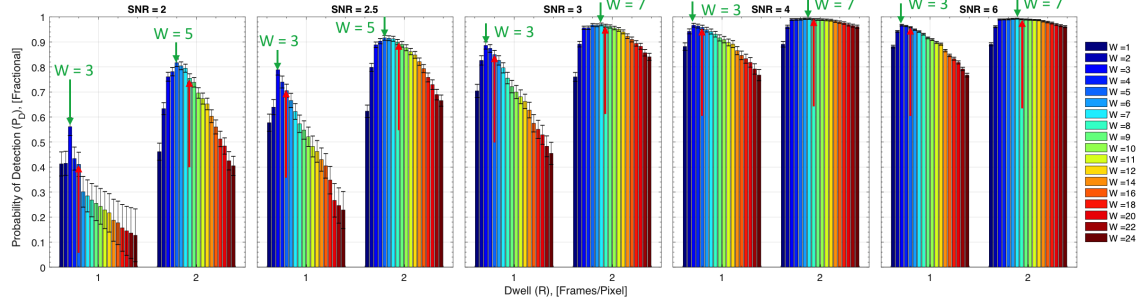 SNR = 2
SNR = 2.5
SNR = 3
SNR = 4
SNR = 6
W = 3
W = 5
W = 3
W = 5
W = 3
W = 7
W = 3
W = 7
W = 3
W = 7
Probability of Detection (P_D), [Fractional]
1
0.9
0.8
0.7
0.6
0.5
0.4
0.3
0.2
0.1
0
1
2
1
2
1
2
1
2
1
2
Dwell (R), [Frames/Pixel]
W =1
W =2
W =3
W =4
W =5
W =6
W =7
W =8
W =9
W =10
W =11
W =12
W =14
W =16
W =18
W =20
W =22
W =24